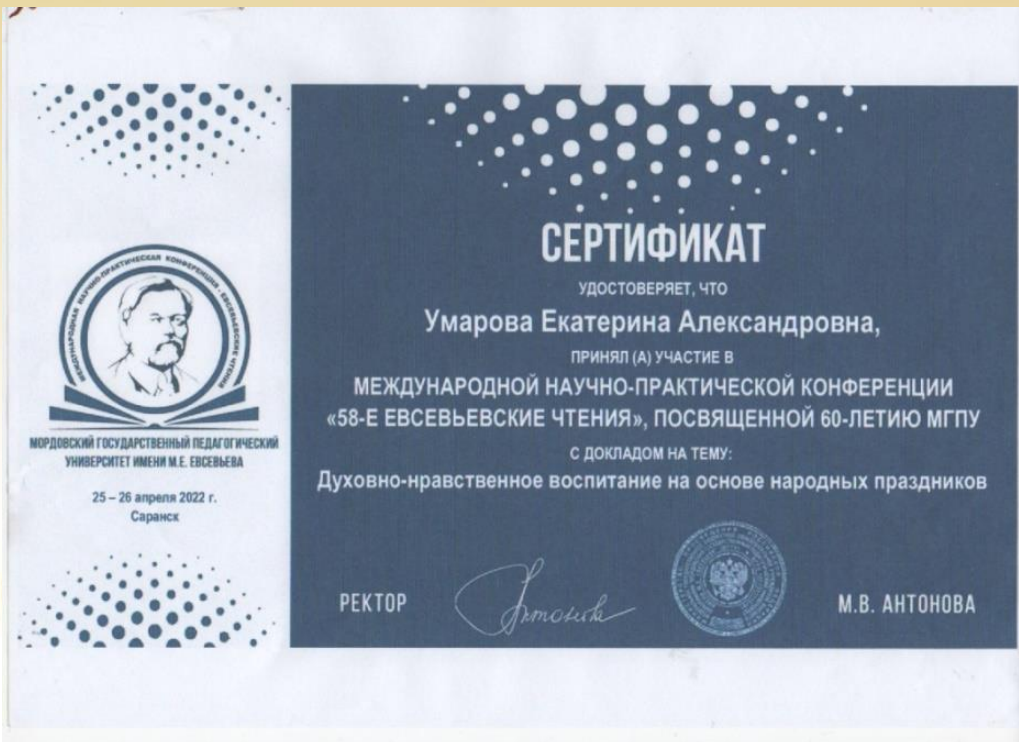 МЕЖДУНАРОДНАЯ НАУЧНО-ПРАКТИЧЕСКАЯ КОНФЕРЕНЦИЯ - ЕВСЕВЬЕВСКИЕ ЧТЕНИЯ
МОРДОВСКИЙ ГОСУДАРСТВЕННЫЙ ПЕДАГОГИЧЕСКИЙ
УНИВЕРСИТЕТ ИМЕНИ М.Е. ЕВСЕВЬЕВА
25 – 26 апреля 2022 г.
Саранск
СЕРТИФИКАТ
УДОСТОВЕРЯЕТ, ЧТО
Умарова Екатерина Александровна,
ПРИНЯЛ (А) УЧАСТИЕ В
МЕЖДУНАРОДНОЙ НАУЧНО-ПРАКТИЧЕСКОЙ КОНФЕРЕНЦИИ
«58-Е ЕВСЕВЬЕВСКИЕ ЧТЕНИЯ», ПОСВЯЩЕННОЙ 60-ЛЕТИЮ МГПУ
С ДОКЛАДОМ НА ТЕМУ:
Духовно-нравственное воспитание на основе народных праздников
РЕКТОР
Антонова
М.В. АНТОНОВА